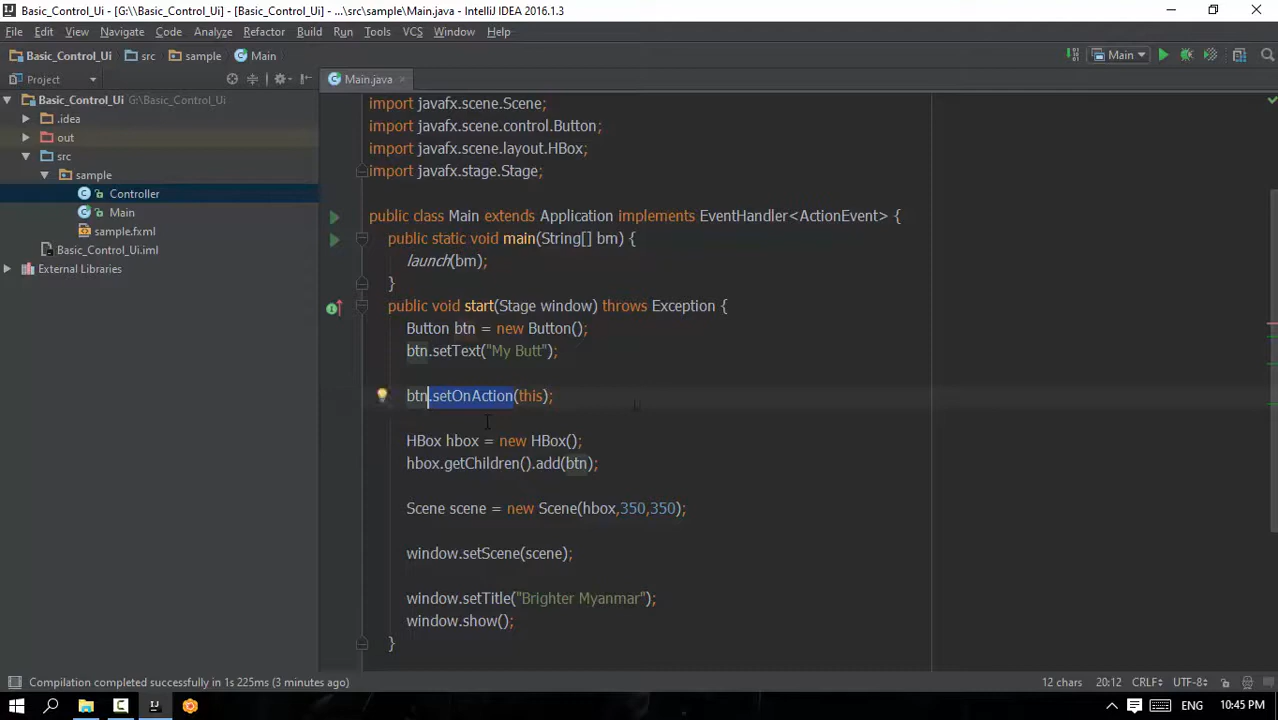 Basic_Control_Ui - [G:\\Basic_Control_Ui] - [Basic_Control_Ui] - ...\src\sample\Main.java - IntelliJ IDEA 2016.1.3
File Edit View Navigate Code Analyze Refactor Build Run Tools VCS Window Help
Basic_Control_Ui src sample Main Main
Project Main.java
Basic_Control_Ui G:\Basic_Control_Ui
.idea
out
src
sample
Controller
Main
sample.fxml
Basic_Control_Ui.iml
External Libraries
import javafx.scene.Scene;
import javafx.scene.control.Button;
import javafx.scene.layout.HBox;
import javafx.stage.Stage;
public class Main extends Application implements EventHandler<ActionEvent> {
public static void main(String[] bm) {
launch(bm);
}
public void start(Stage window) throws Exception {
Button btn = new Button();
btn.setText("My Butt");
btn.setOnAction(this);
HBox hbox = new HBox();
hbox.getChildren().add(btn);
Scene scene = new Scene(hbox,350,350);
window.setScene(scene);
window.setTitle("Brighter Myanmar");
window.show();
}
Compilation completed successfully in 1s 225ms (3 minutes ago) 12 chars 20:12 CRLF÷ UTF-8÷
ENG 10:45 PM